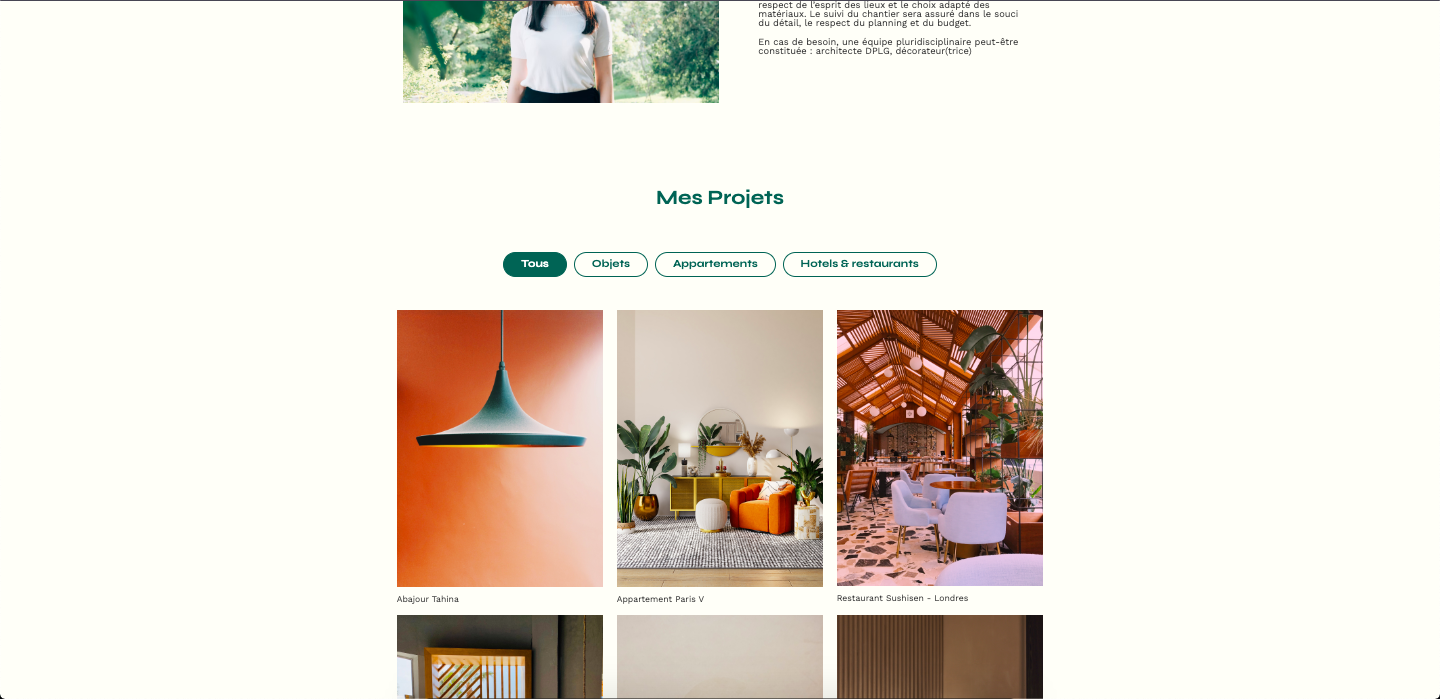 respect de l'esprit des lieux et le choix adapté des
matériaux. Le suivi du chantier sera assuré dans le souci
du détail, le respect du planning et du budget.
En cas de besoin, une équipe pluridisciplinaire peut-être
constituée : architecte DPLG, décorateur(trice)
Mes Projets
Tous
Objets
Appartements
Hotels & restaurants
Abajour Tahina
Appartement Paris V
Restaurant Sushisen - Londres